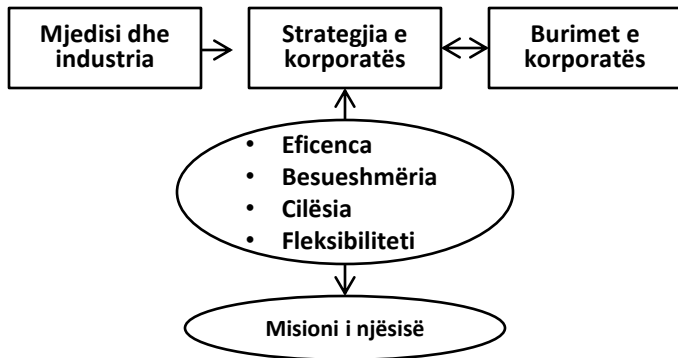 Mjedisi dhe
industria
Strategjia e
korporatës
Burimet e
korporatës
• Eficenca
• Besueshmëria
• Cilësia
• Fleksibiliteti
Misioni i njësisë